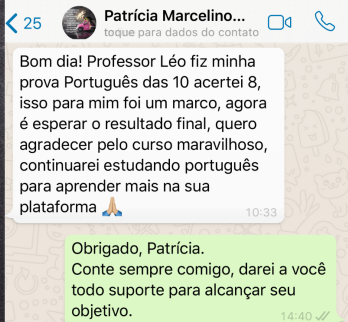 25
Patrícia Marcelino...
toque para dados do contato
Bom dia! Professor Léo fiz minha
prova Português das 10 acertei 8,
isso para mim foi um marco, agora
é esperar o resultado final, quero
agradecer pelo curso maravilhoso,
continuarei estudando português
para aprender mais na sua
plataforma 🙏🏼
10:33
Obrigado, Patrícia.
Conte sempre comigo, darei a você
todo suporte para alcançar seu
objetivo.
14:40